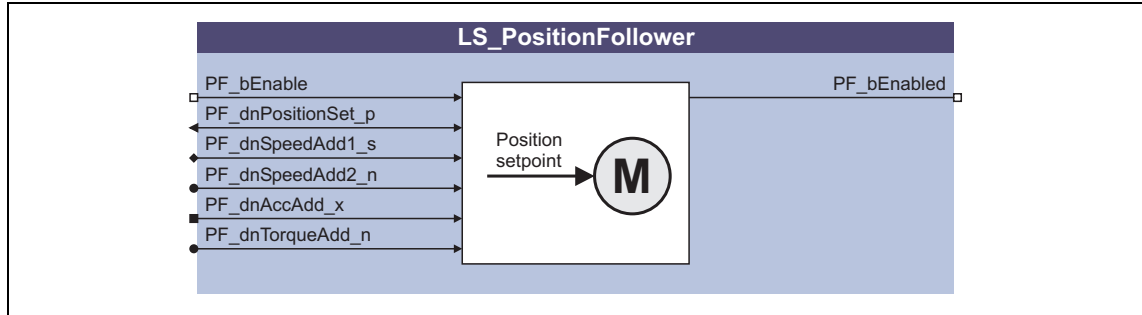 LS_PositionFollower
PF_bEnable
PF_bEnabled
PF_dnPositionSet_p
PF_dnSpeedAdd1_s
PF_dnSpeedAdd2_n
PF_dnAccAdd_x
PF_dnTorqueAdd_n
Position
setpoint
M